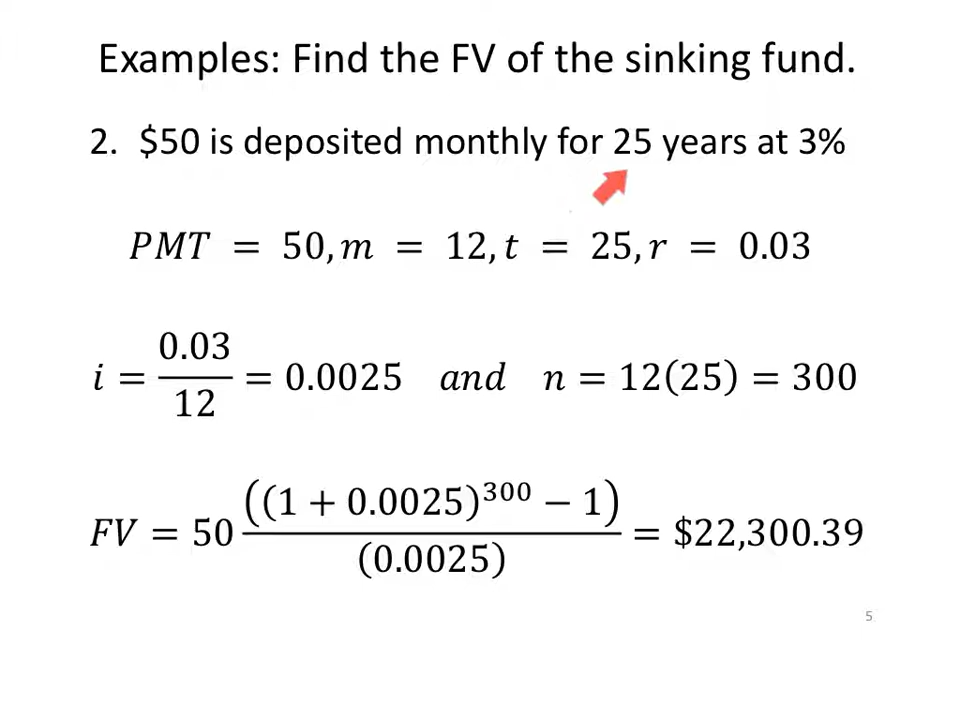 Examples: Find the FV of the sinking fund.
2. $50 is deposited monthly for 25 years at 3%
PMT = 50, m = 12, t = 25, r = 0.03
i = 0.03/12 = 0.0025 and n = 12(25) = 300
FV = 50 ((1 + 0.0025)^300 − 1)/(0.0025) = $22,300.39
5